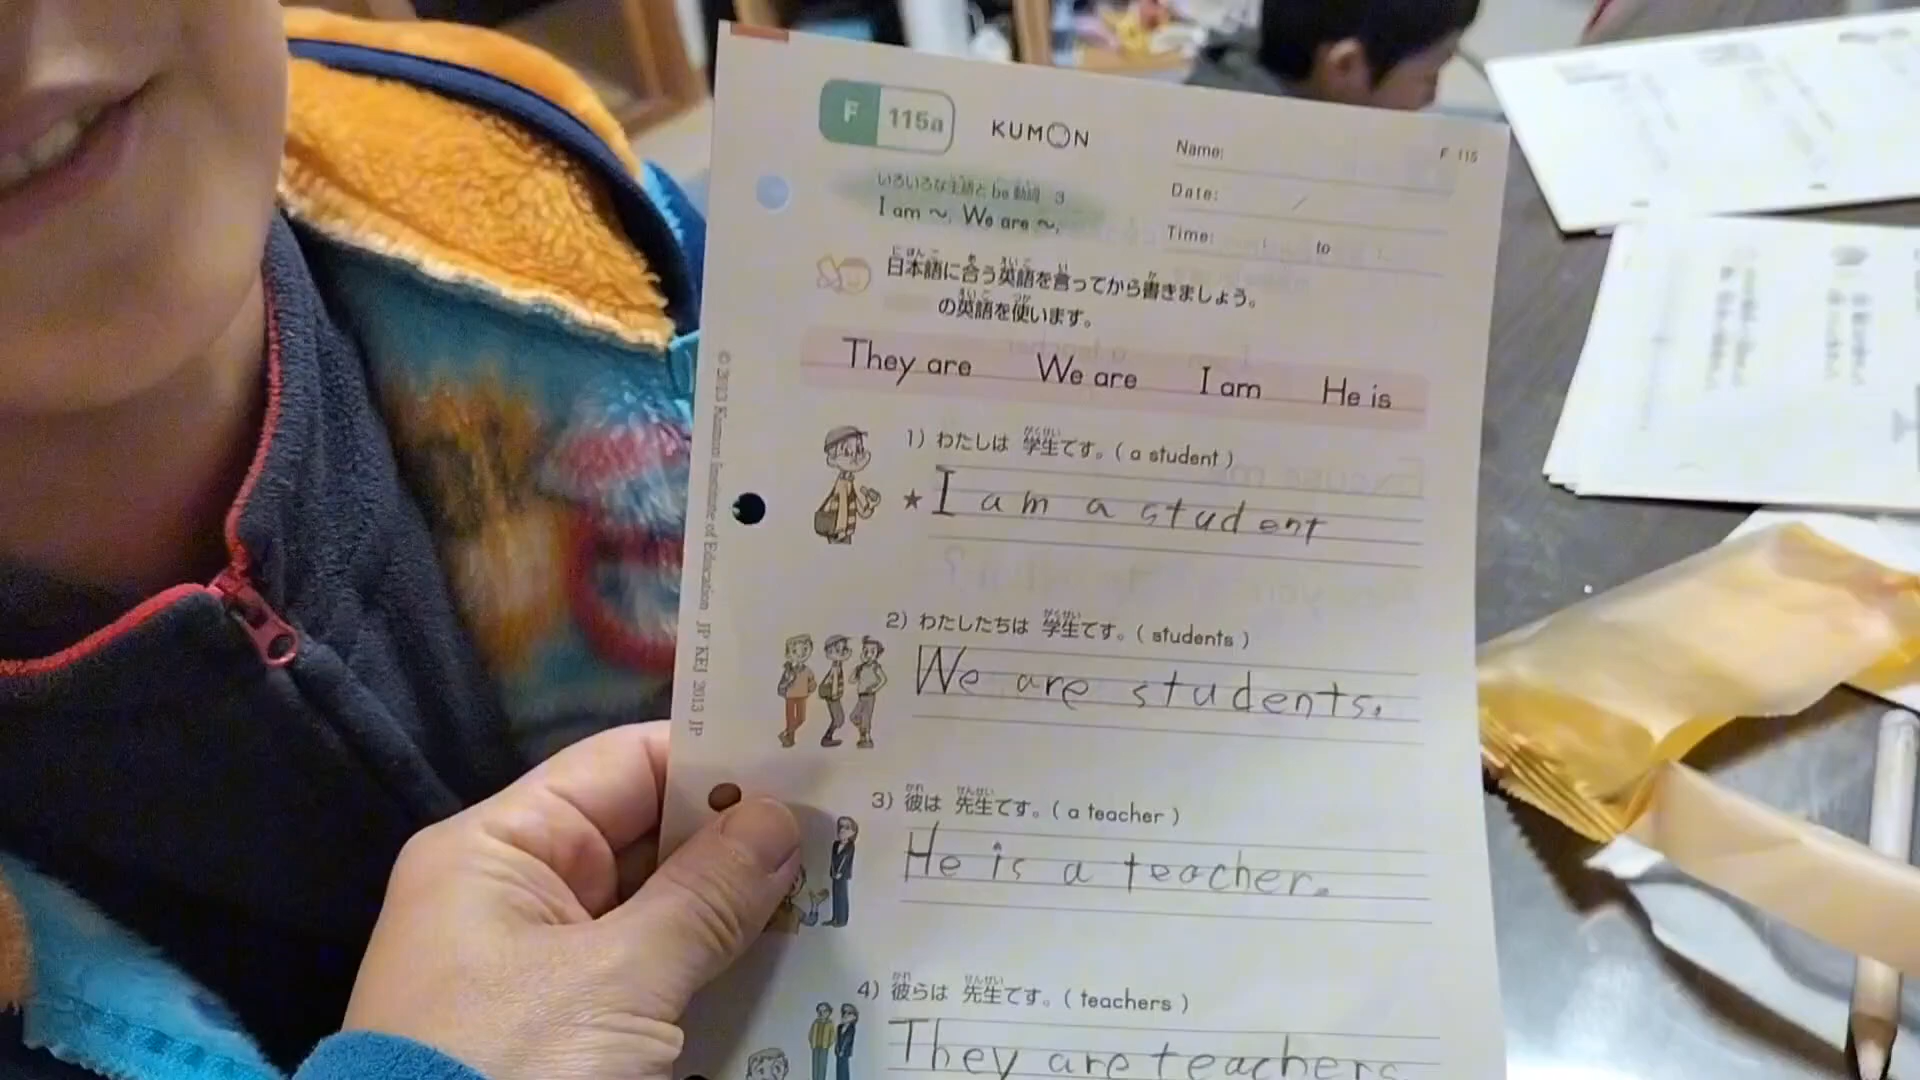 F 115a
KUMON
Name:
F 115
Date: /
Time: : to :
いろいろな主語と be 動詞 3
I am ～, We are ～.
日本語に合う英語を言ってから書きましょう。
の英語を使います。
They are We are I am He is
1) わたしは 学生です。( a student )
★ I am a student
2) わたしたちは 学生です。( students )
We are students.
3) 彼は 先生です。( a teacher )
He is a teacher.
4) 彼らは 先生です。( teachers )
They are teachers.
© 2013 Kumon Institute of Education JP KEJ 2013 JP